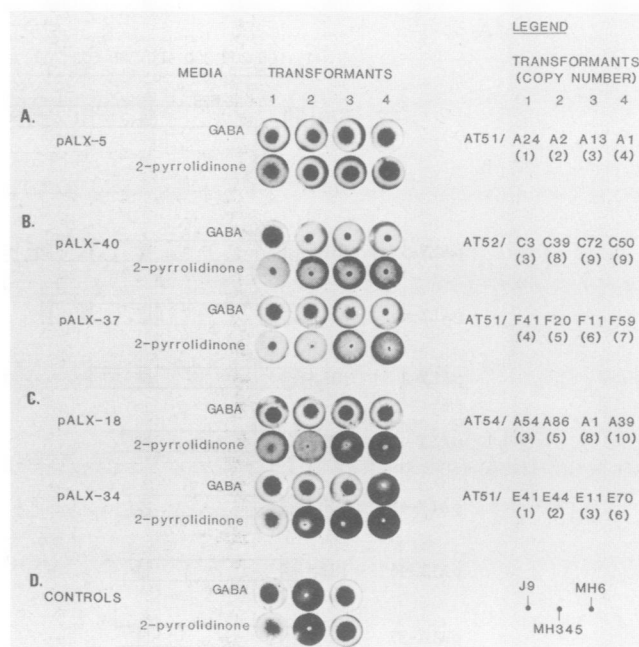 LEGEND
MEDIA TRANSFORMANTS TRANSFORMANTS
(COPY NUMBER)
1 2 3 4 1 2 3 4
A.
GABA
pALX-5 AT51/ A24 A2 A13 A1
2-pyrrolidinone (1) (2) (3) (4)
B.
GABA
pALX-40 AT52/ C3 C39 C72 C50
2-pyrrolidinone (3) (8) (9) (9)
GABA
pALX-37 AT51/ F41 F20 F11 F59
2-pyrrolidinone (4) (5) (6) (7)
C.
GABA
pALX-18 AT54/ A54 A86 A1 A39
2-pyrrolidinone (3) (5) (8) (10)
GABA
pALX-34 AT51/ E41 E44 E11 E70
2-pyrrolidinone (1) (2) (3) (6)
D.
GABA J9 MH6
CONTROLS
2-pyrrolidinone MH345